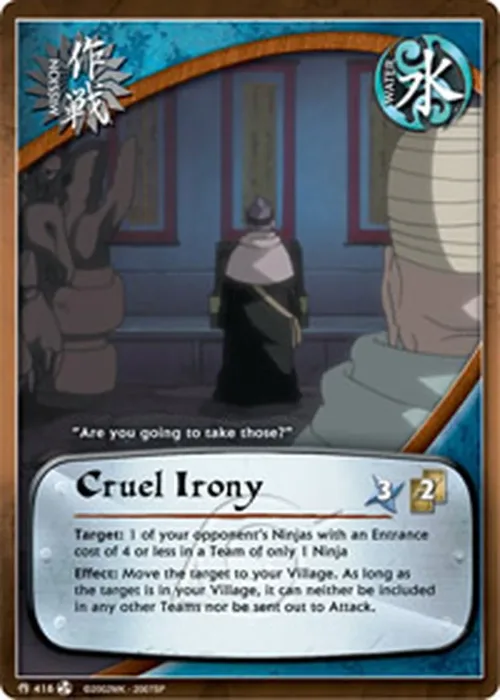 MISSION
作戦
WATER
水
"Are you going to take those?"
Cruel Irony
3
2
Target: 1 of your opponent's Ninjas with an Entrance
cost of 4 or less in a Team of only 1 Ninja
Effect: Move the target to your Village. As long as
the target is in your Village, it can neither be included
in any other Teams nor be sent out to Attack.
418
©2002MK · 2007SP